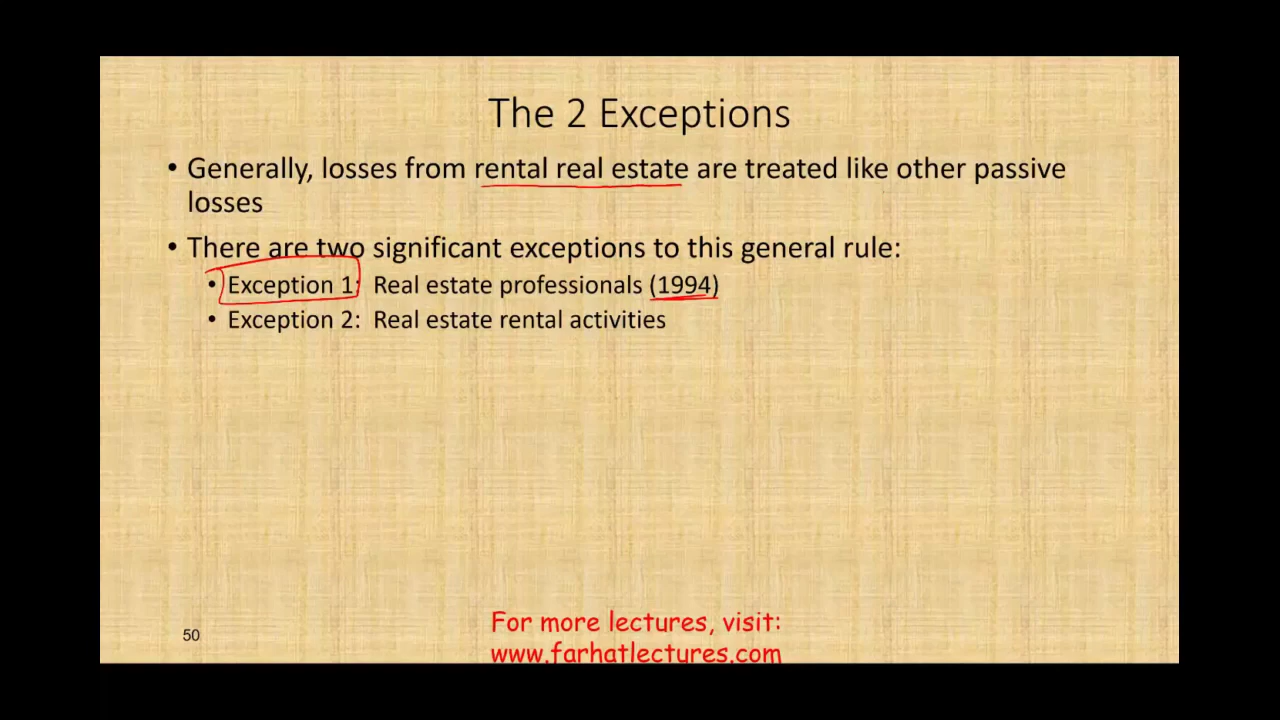 The 2 Exceptions
• Generally, losses from rental real estate are treated like other passive
losses
• There are two significant exceptions to this general rule:
• Exception 1: Real estate professionals (1994)
• Exception 2: Real estate rental activities
50
For more lectures, visit:
www.farhatlectures.com